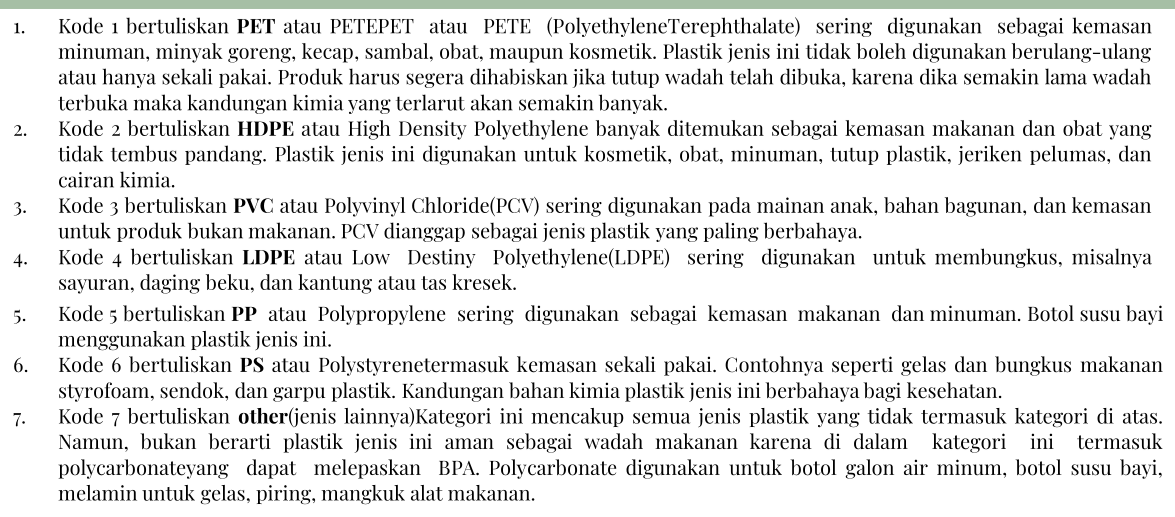 1. Kode 1 bertuliskan PET atau PETEPET atau PETE (PolyethyleneTerephthalate) sering digunakan sebagai kemasan
minuman, minyak goreng, kecap, sambal, obat, maupun kosmetik. Plastik jenis ini tidak boleh digunakan berulang-ulang
atau hanya sekali pakai. Produk harus segera dihabiskan jika tutup wadah telah dibuka, karena dika semakin lama wadah
terbuka maka kandungan kimia yang terlarut akan semakin banyak.
2. Kode 2 bertuliskan HDPE atau High Density Polyethylene banyak ditemukan sebagai kemasan makanan dan obat yang
tidak tembus pandang. Plastik jenis ini digunakan untuk kosmetik, obat, minuman, tutup plastik, jeriken pelumas, dan
cairan kimia.
3. Kode 3 bertuliskan PVC atau Polyvinyl Chloride(PCV) sering digunakan pada mainan anak, bahan bagunan, dan kemasan
untuk produk bukan makanan. PCV dianggap sebagai jenis plastik yang paling berbahaya.
4. Kode 4 bertuliskan LDPE atau Low Destiny Polyethylene(LDPE) sering digunakan untuk membungkus, misalnya
sayuran, daging beku, dan kantung atau tas kresek.
5. Kode 5 bertuliskan PP atau Polypropylene sering digunakan sebagai kemasan makanan dan minuman. Botol susu bayi
menggunakan plastik jenis ini.
6. Kode 6 bertuliskan PS atau Polystyrenetermasuk kemasan sekali pakai. Contohnya seperti gelas dan bungkus makanan
styrofoam, sendok, dan garpu plastik. Kandungan bahan kimia plastik jenis ini berbahaya bagi kesehatan.
7. Kode 7 bertuliskan other(jenis lainnya)Kategori ini mencakup semua jenis plastik yang tidak termasuk kategori di atas.
Namun, bukan berarti plastik jenis ini aman sebagai wadah makanan karena di dalam kategori ini termasuk
polycarbonateyang dapat melepaskan BPA. Polycarbonate digunakan untuk botol galon air minum, botol susu bayi,
melamin untuk gelas, piring, mangkuk alat makanan.